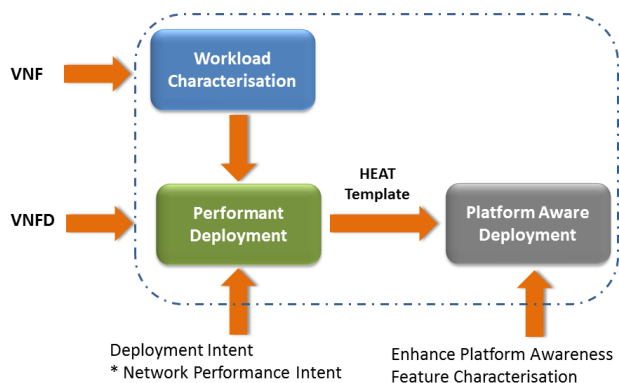 VNF
Workload
Characterisation
HEAT
Template
VNFD
Performant
Deployment
Platform Aware
Deployment
Deployment Intent
* Network Performance Intent
Enhance Platform Awareness
Feature Characterisation